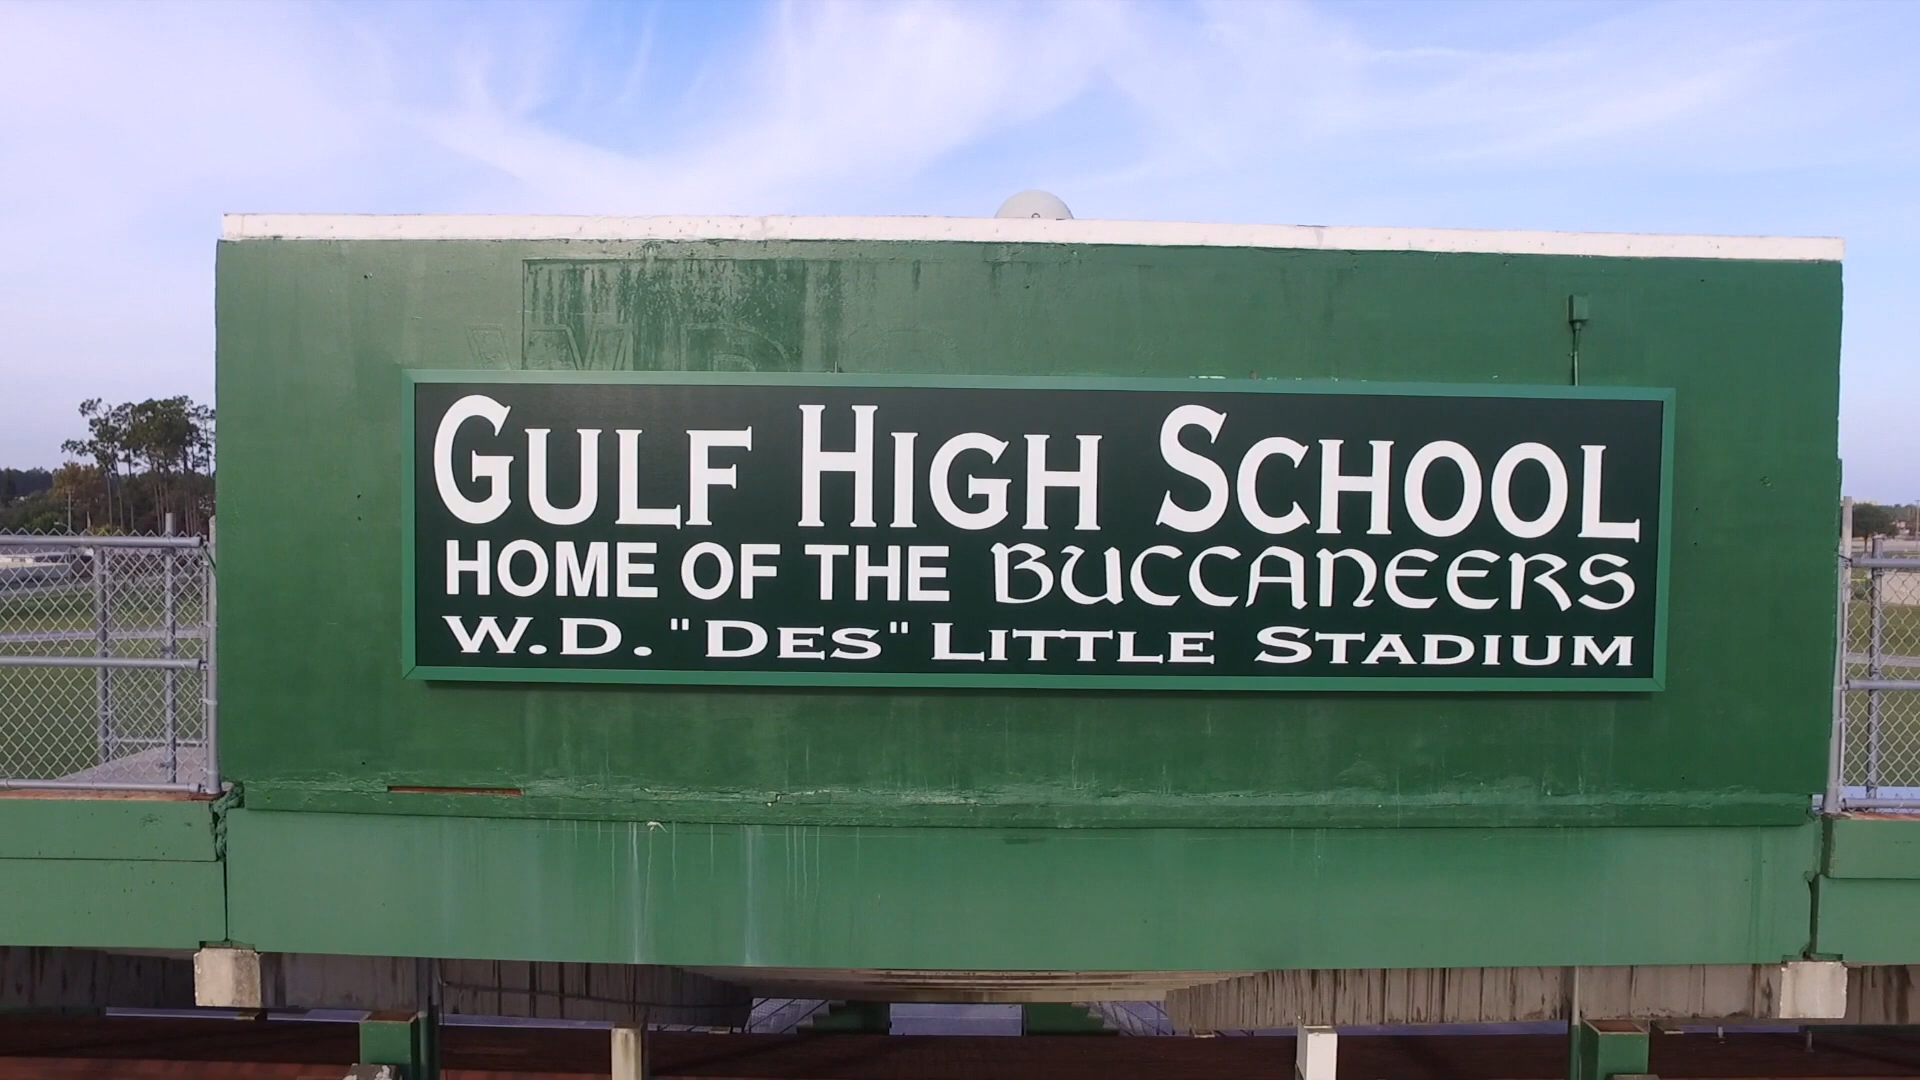 GULF HIGH SCHOOL
HOME OF THE BUCCANEERS
W.D. "DES" LITTLE STADIUM